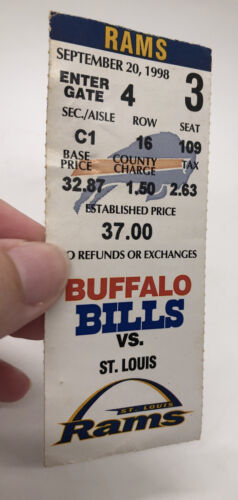 RAMS
SEPTEMBER 20, 1998
ENTER GATE 4 3
SEC./AISLE ROW SEAT
C1 16 109
BASE PRICE COUNTY CHARGE TAX
32.87 1.50 2.63
ESTABLISHED PRICE
37.00
O REFUNDS OR EXCHANGES
BUFFALO
BILLS
VS.
ST. LOUIS
ST. LOUIS
Rams